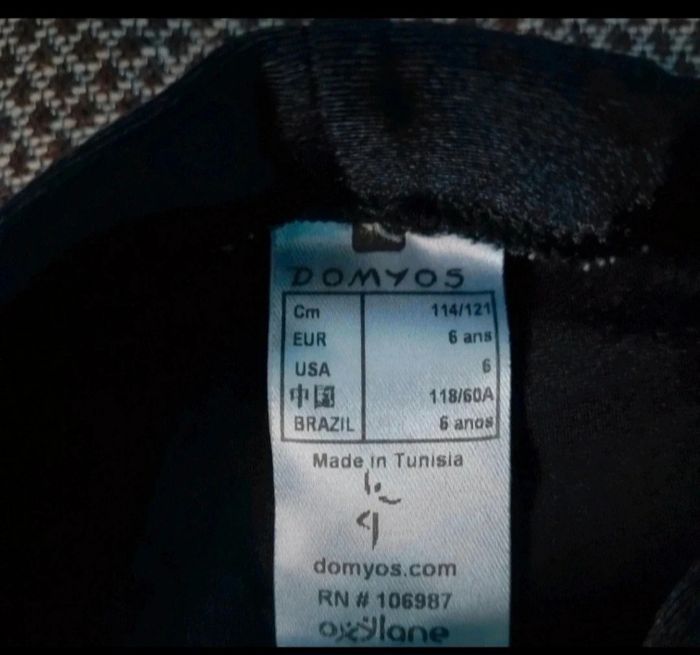 DOMYOS
Cm 114/121
EUR 6 ans
USA 6
中国 118/60A
BRAZIL 6 anos
Made in Tunisia
domyos.com
RN # 106987
oxylane